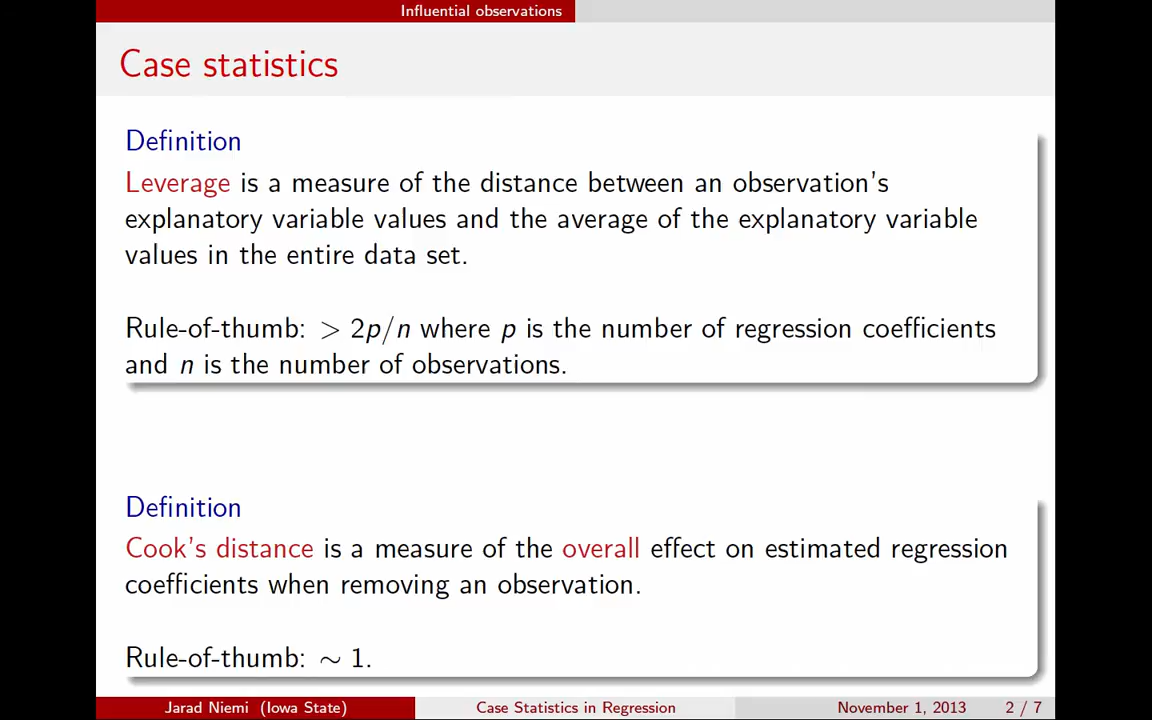 Influential observations
Case statistics
Definition
Leverage is a measure of the distance between an observation's
explanatory variable values and the average of the explanatory variable
values in the entire data set.
Rule-of-thumb: > 2p/n where p is the number of regression coefficients
and n is the number of observations.
Definition
Cook's distance is a measure of the overall effect on estimated regression
coefficients when removing an observation.
Rule-of-thumb: ∼ 1.
Jarad Niemi (Iowa State) Case Statistics in Regression November 1, 2013 2 / 7